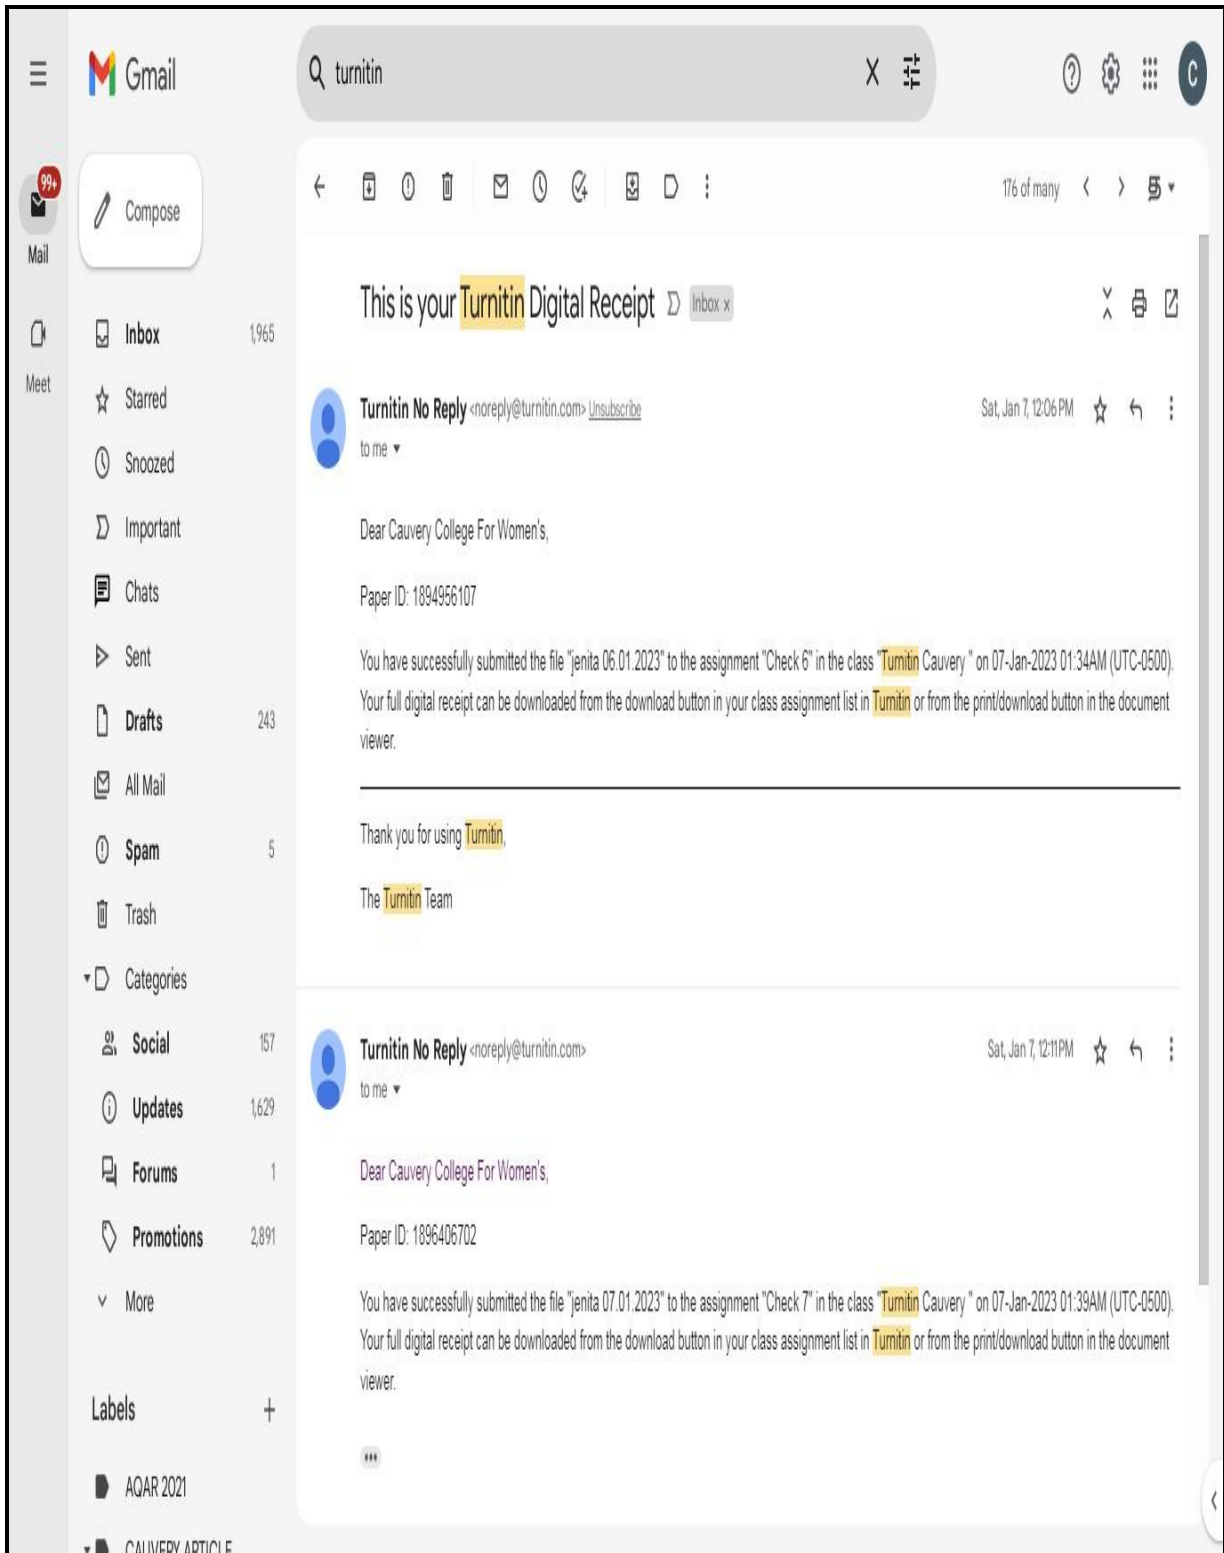 Gmail
turnitin
C
99+
Mail
Meet
Compose
Inbox 1,965
Starred
Snoozed
Important
Chats
Sent
Drafts 243
All Mail
Spam 5
Trash
Categories
Social 157
Updates 1,629
Forums 1
Promotions 2,891
More
Labels
AQAR 2021
CAUVERY ARTICLE
176 of many
This is your Turnitin Digital Receipt Inbox x
Turnitin No Reply <noreply@turnitin.com> Unsubscribe Sat, Jan 7, 12:06 PM
to me
Dear Cauvery College For Women's,
Paper ID: 1894956107
You have successfully submitted the file "jenita 06.01.2023" to the assignment "Check 6" in the class "Turnitin Cauvery " on 07-Jan-2023 01:34AM (UTC-0500).
Your full digital receipt can be downloaded from the download button in your class assignment list in Turnitin or from the print/download button in the document
viewer.
Thank you for using Turnitin,
The Turnitin Team
Turnitin No Reply <noreply@turnitin.com> Sat, Jan 7, 12:11 PM
to me
Dear Cauvery College For Women's,
Paper ID: 1896406702
You have successfully submitted the file "jenita 07.01.2023" to the assignment "Check 7" in the class "Turnitin Cauvery " on 07-Jan-2023 01:39AM (UTC-0500).
Your full digital receipt can be downloaded from the download button in your class assignment list in Turnitin or from the print/download button in the document
viewer.